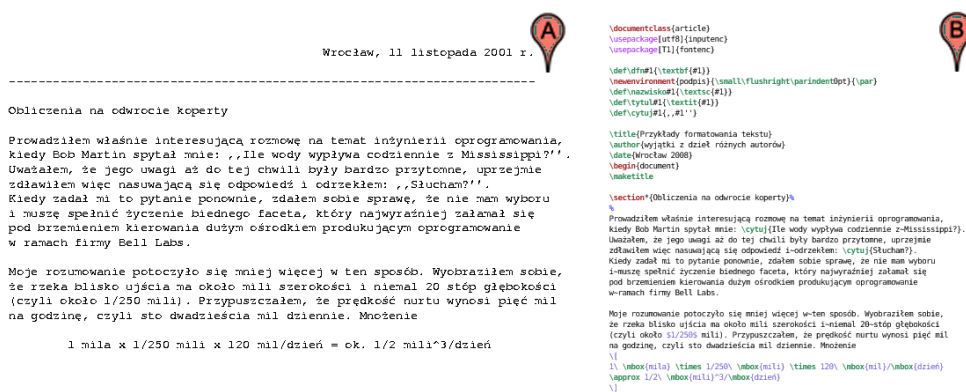 A
Wrocław, 11 listopada 2001 r.
------------------------------------------------------------------------
Obliczenia na odwrocie koperty
Prowadziłem właśnie interesującą rozmowę na temat inżynierii oprogramowania,
kiedy Bob Martin spytał mnie: ,,Ile wody wypływa codziennie z Mississippi?''.
Uważałem, że jego uwagi aż do tej chwili były bardzo przytomne, uprzejmie
zdławiłem więc nasuwającą się odpowiedź i odrzekłem: ,,Słucham?''.
Kiedy zadał mi to pytanie ponownie, zdałem sobie sprawę, że nie mam wyboru
i muszę spełnić życzenie biednego faceta, który najwyraźniej załamał się
pod brzemieniem kierowania dużym ośrodkiem produkującym oprogramowanie
w ramach firmy Bell Labs.
Moje rozumowanie potoczyło się mniej więcej w ten sposób. Wyobraziłem sobie,
że rzeka blisko ujścia ma około mili szerokości i niemal 20 stóp głębokości
(czyli około 1/250 mili). Przypuszczałem, że prędkość nurtu wynosi pięć mil
na godzinę, czyli sto dwadzieścia mil dziennie. Mnożenie
1 mila x 1/250 mili x 120 mil/dzień = ok. 1/2 mili^3/dzień
B
\documentclass{article}
\usepackage[utf8]{inputenc}
\usepackage[T1]{fontenc}
\def\dfn#1{\textbf{#1}}
\newenvironment{podpis}{\small\flushright\parindent0pt}{\par}
\def\nazwisko#1{\textsc{#1}}
\def\tytul#1{\textit{#1}}
\def\cytuj#1{,,#1''}
\title{Przykłady formatowania tekstu}
\author{wyjątki z dzieł różnych autorów}
\date{Wrocław 2008}
\begin{document}
\maketitle
\section*{Obliczenia na odwrocie koperty}%
%
Prowadziłem właśnie interesującą rozmowę na temat inżynierii oprogramowania,
kiedy Bob Martin spytał mnie: \cytuj{Ile wody wypływa codziennie z~Mississippi?}.
Uważałem, że jego uwagi aż do tej chwili były bardzo przytomne, uprzejmie
zdławiłem więc nasuwającą się odpowiedź i~odrzekłem: \cytuj{Słucham?}.
Kiedy zadał mi to pytanie ponownie, zdałem sobie sprawę, że nie mam wyboru
i~muszę spełnić życzenie biednego faceta, który najwyraźniej załamał się
pod brzemieniem kierowania dużym ośrodkiem produkującym oprogramowanie
w~ramach firmy Bell Labs.
Moje rozumowanie potoczyło się mniej więcej w~ten sposób. Wyobraziłem sobie,
że rzeka blisko ujścia ma około mili szerokości i~niemal 20~stóp głębokości
(czyli około $1/250$ mili). Przypuszczałem, że prędkość nurtu wynosi pięć mil
na godzinę, czyli sto dwadzieścia mil dziennie. Mnożenie
\[
1\ \mbox{mila} \times 1/250\ \mbox{mili} \times 120\ \mbox{mil}/\mbox{dzień}
\approx 1/2\ \mbox{mili}^3/\mbox{dzień}
\]